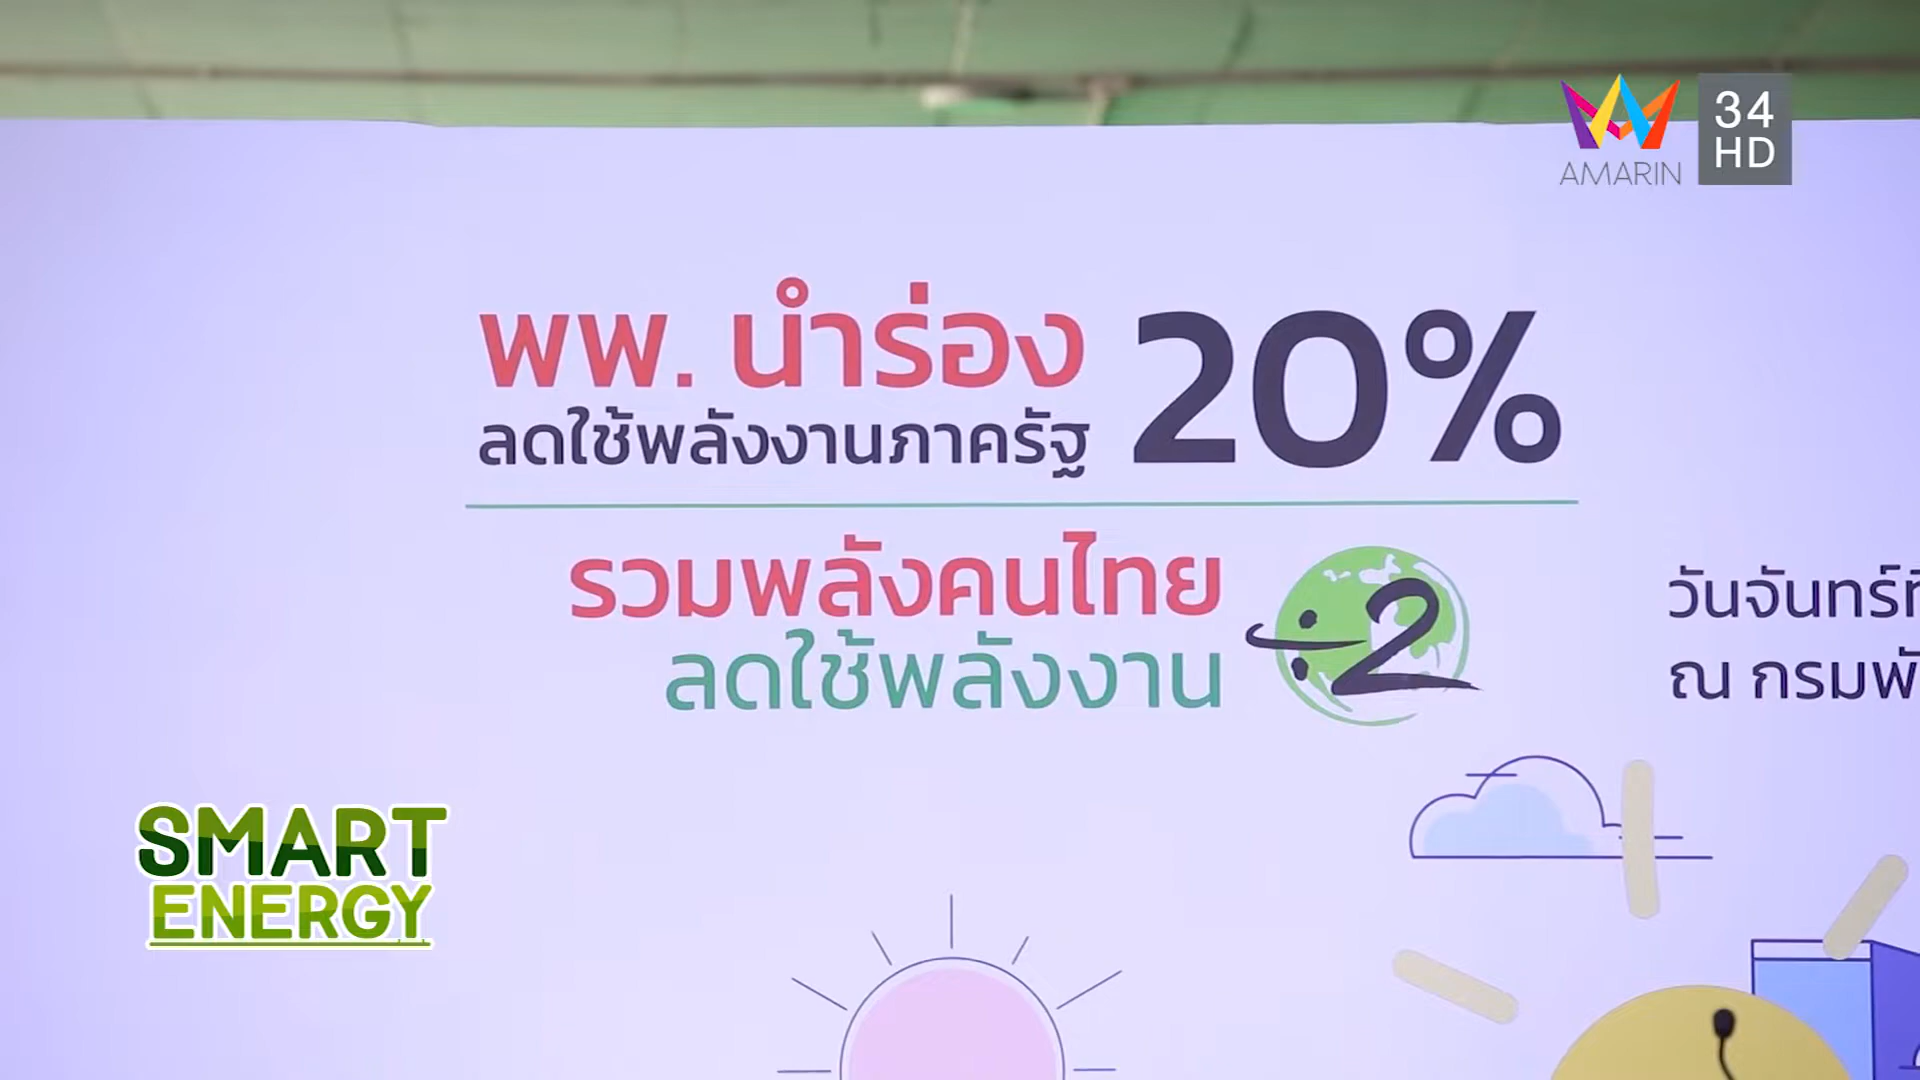 AMARIN
34
HD
พพ. นำร่อง
ลดใช้พลังงานภาครัฐ
20%
รวมพลังคนไทย
ลดใช้พลังงาน
÷2
วันจันทร์ที่
ณ กรมพั
SMART
ENERGY